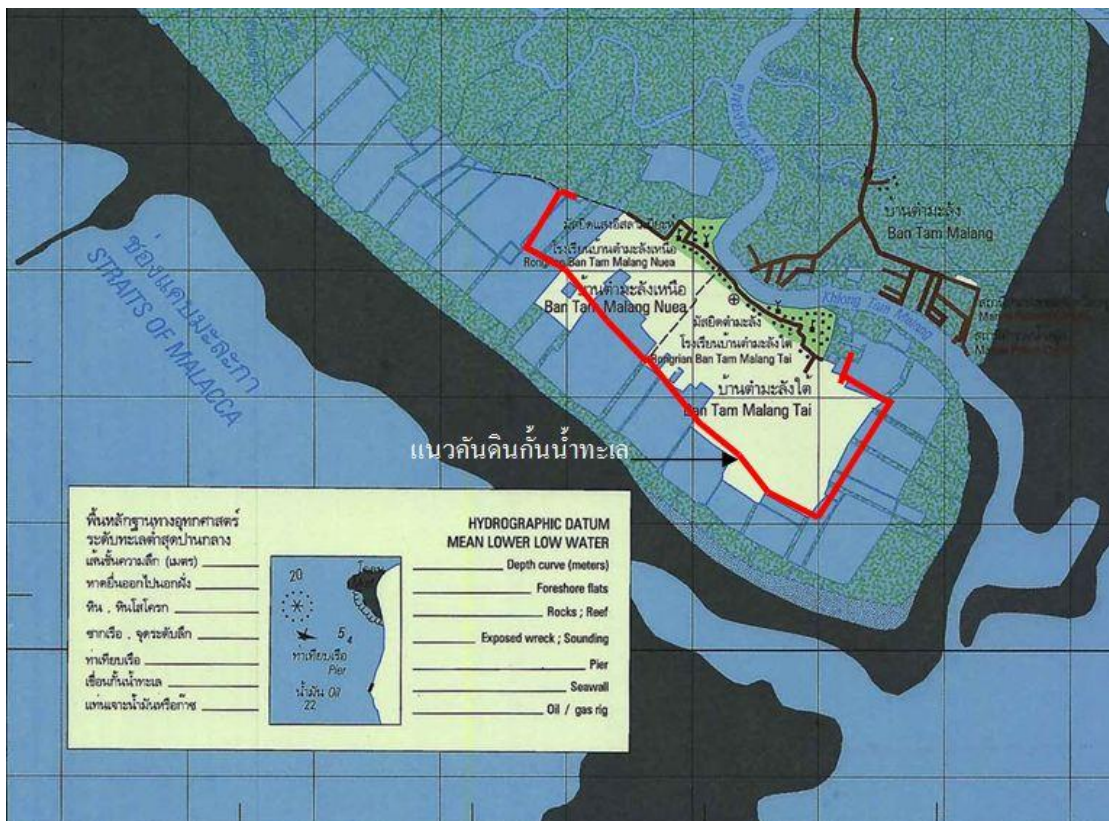 ช่องแคบมะละกา
STRAITS OF MALACCA
โรงเรียนบ้านตำมะลังเหนือ
Rongrian Ban Tam Malang Nuea
บ้านตำมะลังเหนือ
Ban Tam Malang Nuea
บ้านตำมะลัง
Ban Tam Malang
Khlong Tam Malang
มัสยิดตำมะลัง
โรงเรียนบ้านตำมะลังใต้
Rongrian Ban Tam Malang Tai
บ้านตำมะลังใต้
Ban Tam Malang Tai
แนวคันดินกั้นน้ำทะเล
พื้นหลักฐานทางอุทกศาสตร์
ระดับทะเลต่ำสุดปานกลาง
เส้นชั้นความลึก (เมตร)
หาดยื่นออกไปนอกฝั่ง
หิน , หินโสโครก
ซากเรือ , จุดระดับลึก
ท่าเทียบเรือ
เขื่อนกั้นน้ำทะเล
แท่นเจาะน้ำมันหรือก๊าซ
20
5 4
ท่าเทียบเรือ
Pier
น้ำมัน Oil
22
HYDROGRAPHIC DATUM
MEAN LOWER LOW WATER
Depth curve (meters)
Foreshore flats
Rocks ; Reef
Exposed wreck ; Sounding
Pier
Seawall
Oil / gas rig